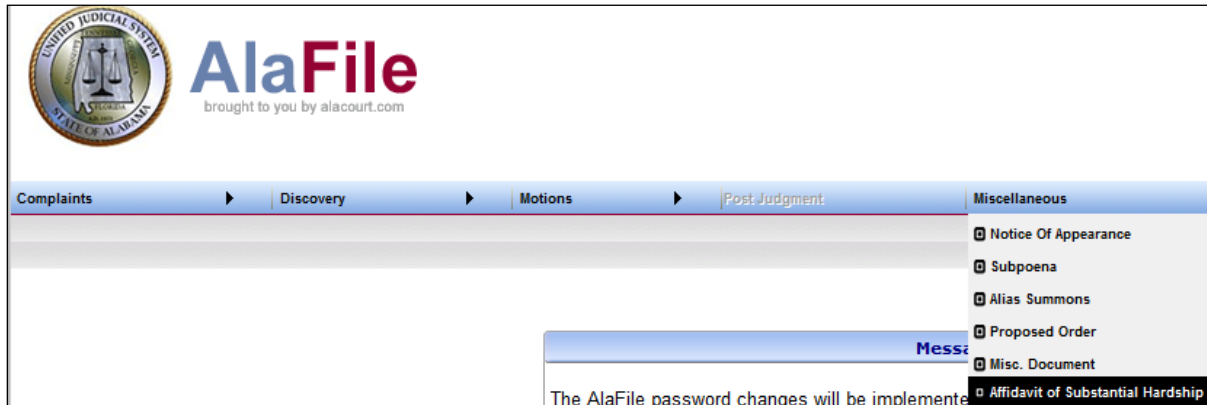 UNIFIED JUDICIAL SYSTEM
STATE OF ALABAMA
AlaFile
brought to you by alacourt.com
Complaints
Discovery
Motions
Post Judgment
Miscellaneous
Notice Of Appearance
Subpoena
Alias Summons
Proposed Order
Misc. Document
Affidavit of Substantial Hardship
Messa
The AlaFile password changes will be implemente